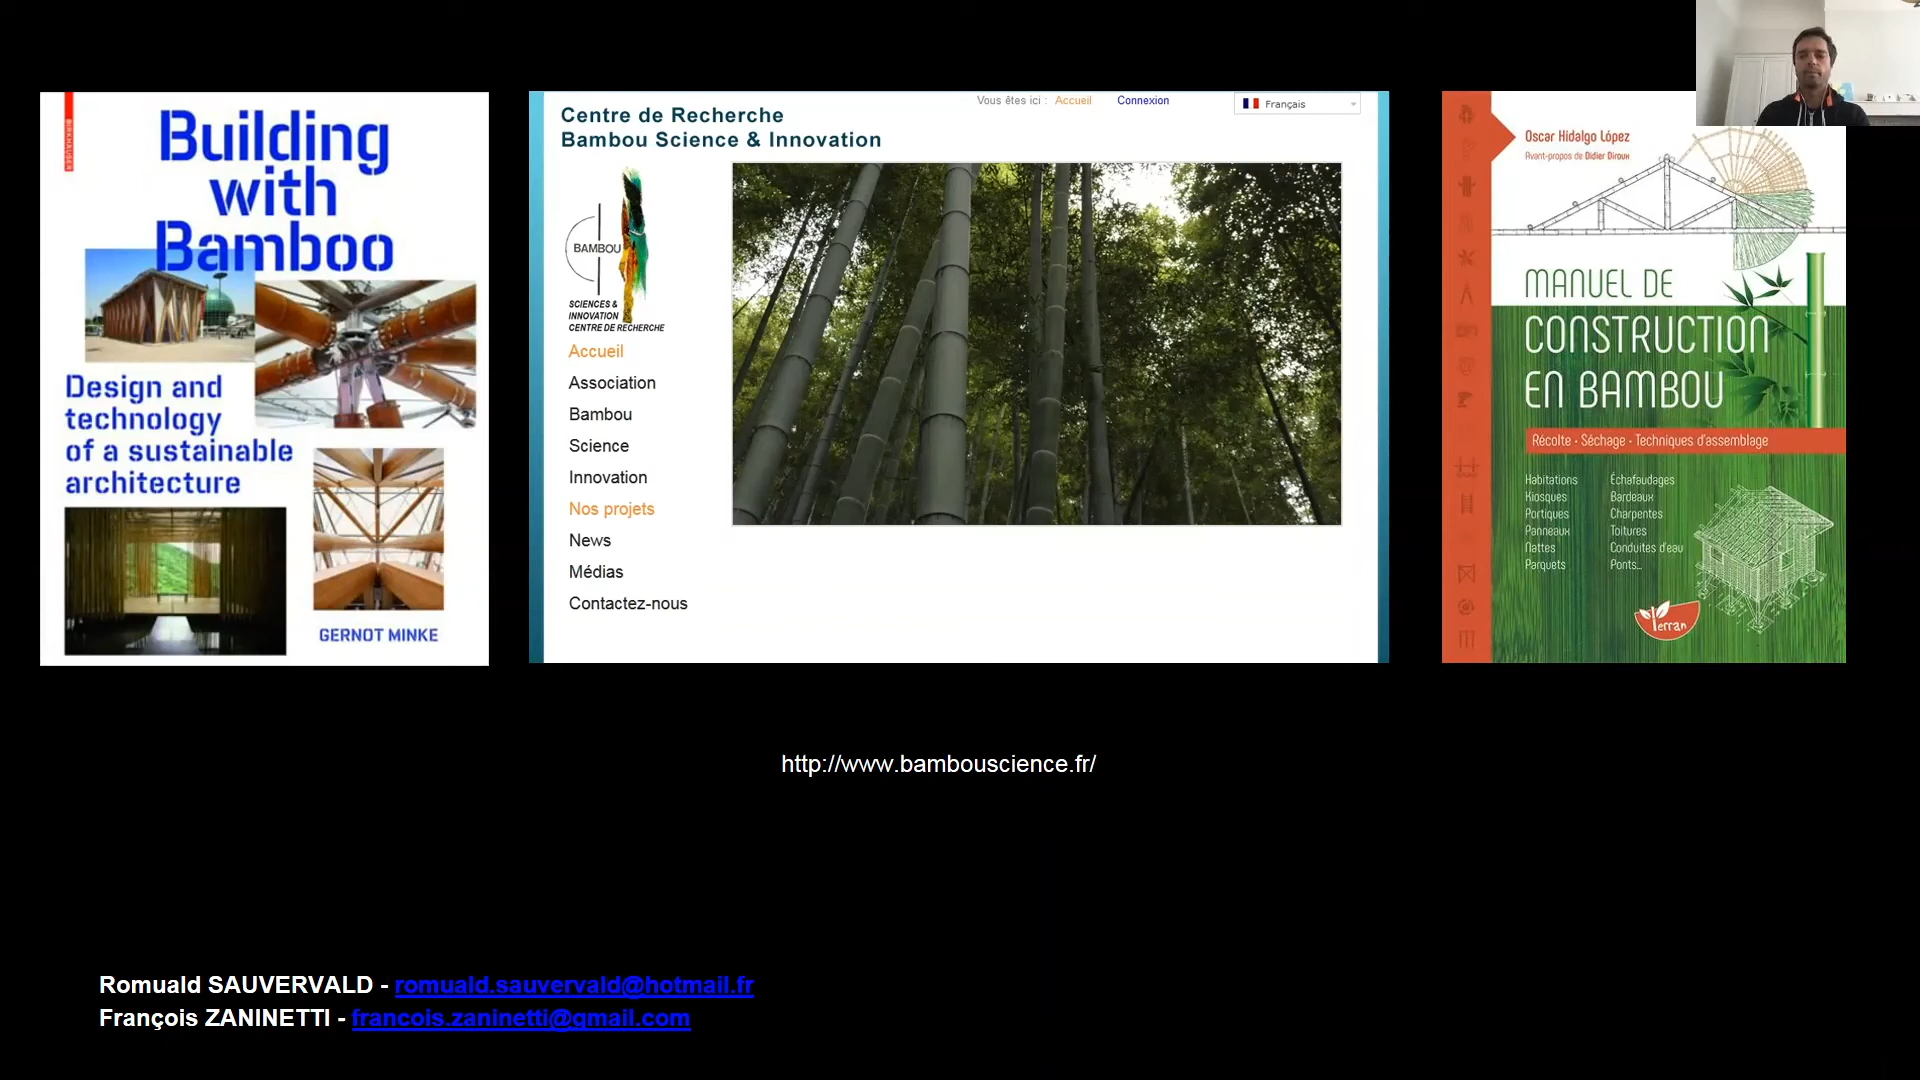 BIRKHÄUSER
Building
with
Bamboo
Design and
technology
of a sustainable
architecture
GERNOT MINKE
Vous êtes ici : Accueil Connexion
Français
Centre de Recherche
Bambou Science & Innovation
BAMBOU
SCIENCES &
INNOVATION
CENTRE DE RECHERCHE
Accueil
Association
Bambou
Science
Innovation
Nos projets
News
Médias
Contactez-nous
Oscar Hidalgo López
Avant-propos de Didier Diroux
MANUEL DE
CONSTRUCTION
EN BAMBOU
Récolte • Séchage • Techniques d'assemblage
Habitations
Kiosques
Portiques
Panneaux
Nattes
Parquets
Échafaudages
Bardeaux
Charpentes
Toitures
Conduites d'eau
Ponts...
Terran
http://www.bambouscience.fr/
Romuald SAUVERVALD - romuald.sauvervald@hotmail.fr
François ZANINETTI - francois.zaninetti@gmail.com